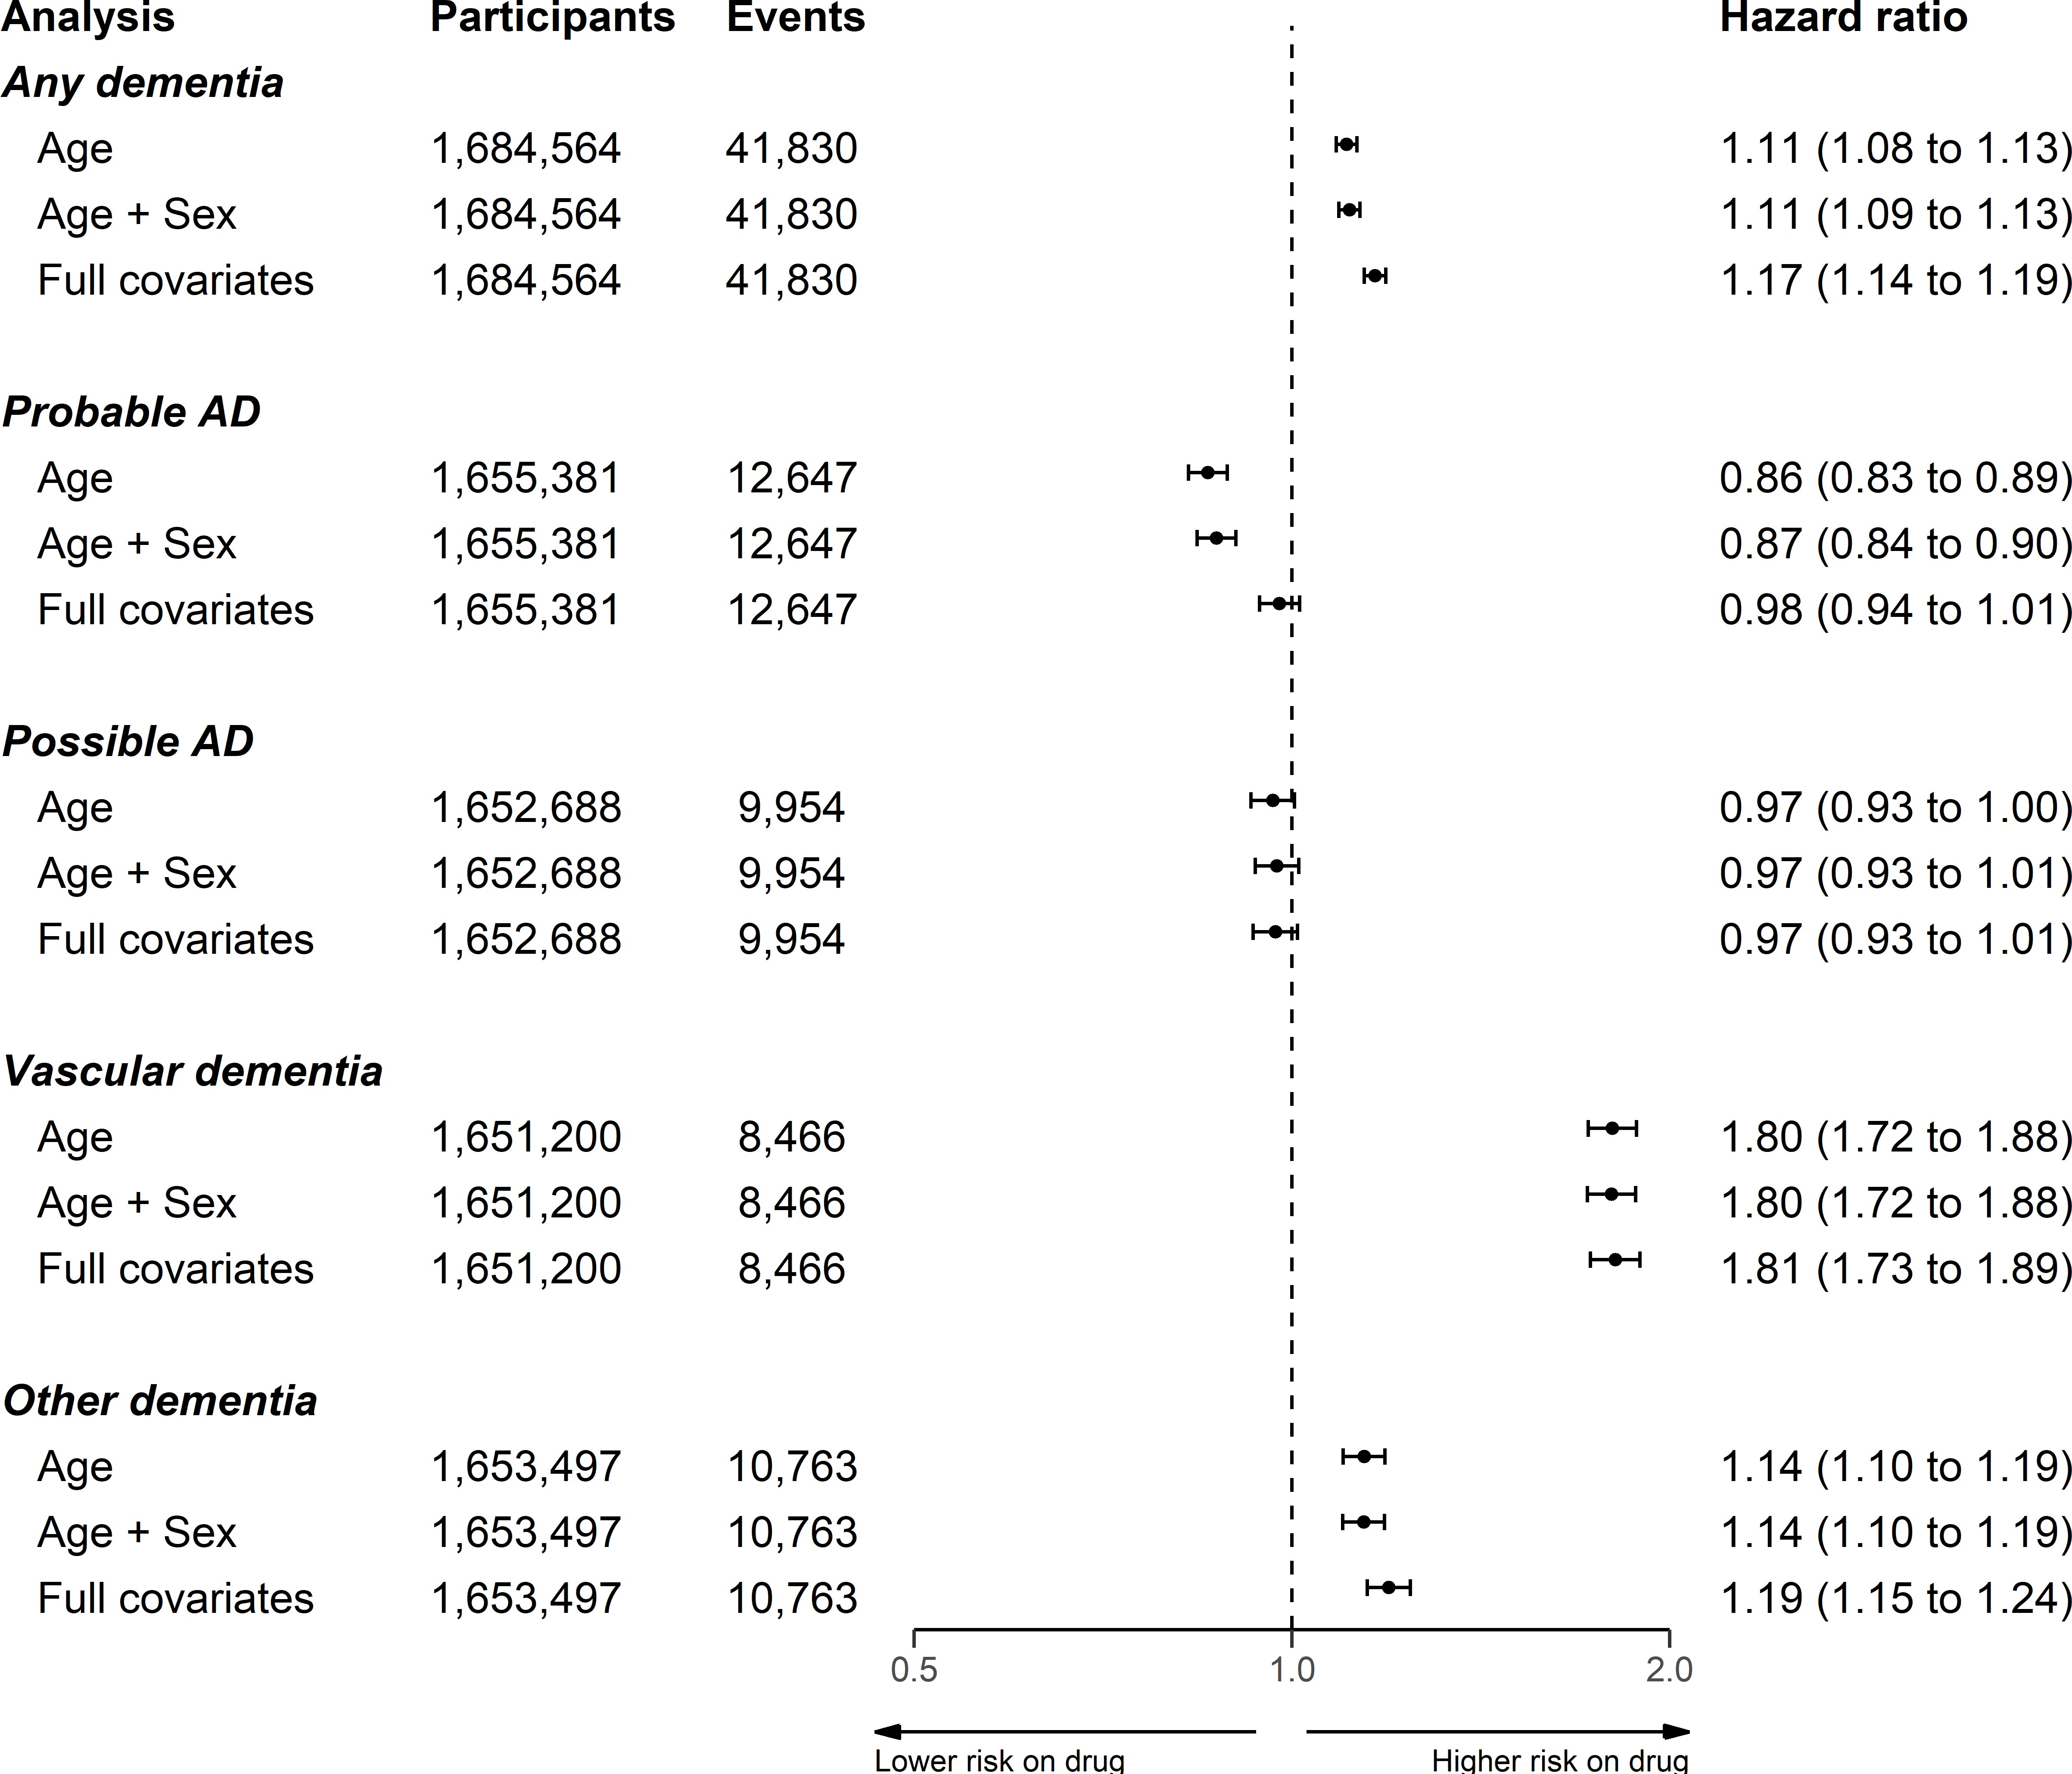 Analysis Participants Events Hazard ratio
Any dementia
Age 1,684,564 41,830 1.11 (1.08 to 1.13)
Age + Sex 1,684,564 41,830 1.11 (1.09 to 1.13)
Full covariates 1,684,564 41,830 1.17 (1.14 to 1.19)
Probable AD
Age 1,655,381 12,647 0.86 (0.83 to 0.89)
Age + Sex 1,655,381 12,647 0.87 (0.84 to 0.90)
Full covariates 1,655,381 12,647 0.98 (0.94 to 1.01)
Possible AD
Age 1,652,688 9,954 0.97 (0.93 to 1.00)
Age + Sex 1,652,688 9,954 0.97 (0.93 to 1.01)
Full covariates 1,652,688 9,954 0.97 (0.93 to 1.01)
Vascular dementia
Age 1,651,200 8,466 1.80 (1.72 to 1.88)
Age + Sex 1,651,200 8,466 1.80 (1.72 to 1.88)
Full covariates 1,651,200 8,466 1.81 (1.73 to 1.89)
Other dementia
Age 1,653,497 10,763 1.14 (1.10 to 1.19)
Age + Sex 1,653,497 10,763 1.14 (1.10 to 1.19)
Full covariates 1,653,497 10,763 1.19 (1.15 to 1.24)
0.5 1.0 2.0
Lower risk on drug Higher risk on drug